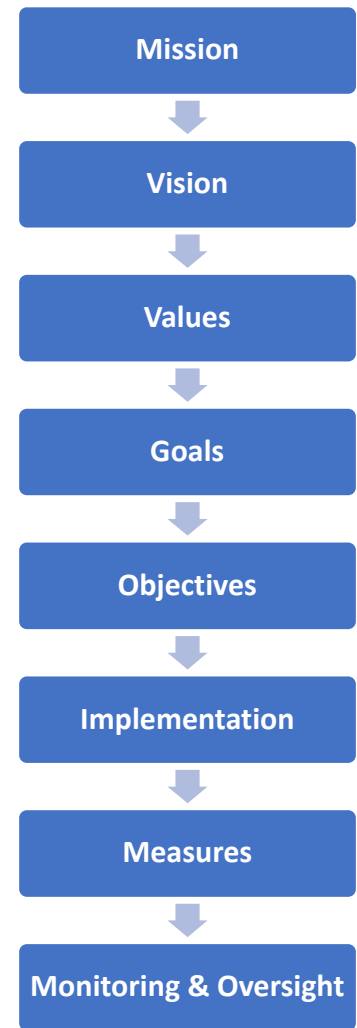 Mission
Vision
Values
Goals
Objectives
Implementation
Measures
Monitoring & Oversight